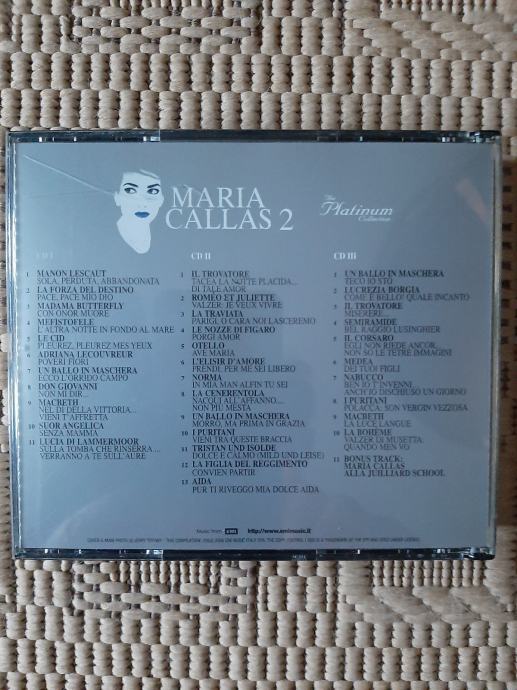 MARIA
CALLAS 2
The
Platinum
Collection
CD I
1 MANON LESCAUT
SOLA, PERDUTA, ABBANDONATA
2 LA FORZA DEL DESTINO
PACE, PACE MIO DIO
3 MADAMA BUTTERFLY
CON ONOR MUORE
4 MEFISTOFELE
L'ALTRA NOTTE IN FONDO AL MARE
5 LE CID
PLEUREZ, PLEUREZ MES YEUX
6 ADRIANA LECOUVREUR
POVERI FIORI
7 UN BALLO IN MASCHERA
ECCO L'ORRIDO CAMPO
8 DON GIOVANNI
NON MI DIR...
9 MACBETH
NEL DÌ DELLA VITTORIA...
VIENI T'AFFRETTA
10 SUOR ANGELICA
SENZA MAMMA
11 LUCIA DI LAMMERMOOR
SULLA TOMBA CHE RINSERRA....
VERRANNO A TE SULL'AURE
CD II
1 IL TROVATORE
TACEA LA NOTTE PLACIDA...
DI TALE AMOR
2 ROMÉO ET JULIETTE
VALZER: JE VEUX VIVRE
3 LA TRAVIATA
PARIGI, O CARA NOI LASCEREMO
4 LE NOZZE DI FIGARO
PORGI AMOR
5 OTELLO
AVE MARIA
6 L'ELISIR D'AMORE
PRENDI, PER ME SEI LIBERO
7 NORMA
IN MIA MAN ALFIN TU SEI
8 LA CENERENTOLA
NACQUI ALL'AFFANNO....
NON PIÙ MESTA
9 UN BALLO IN MASCHERA
MORRÒ, MA PRIMA IN GRAZIA
10 I PURITANI
VIENI TRA QUESTE BRACCIA
11 TRISTAN UND ISOLDE
DOLCE E CALMO (MILD UND LEISE)
12 LA FIGLIA DEL REGGIMENTO
CONVIEN PARTIR
13 AIDA
PUR TI RIVEGGO MIA DOLCE AIDA
CD III
1 UN BALLO IN MASCHERA
TECO IO STO
2 LUCREZIA BORGIA
COME È BELLO! QUALE INCANTO
3 IL TROVATORE
MISERERE...
4 SEMIRAMIDE
BEL RAGGIO LUSINGHIER
5 IL CORSARO
EGLI NON RIEDE ANCOR,
NON SO LE TETRE IMMAGINI
6 MEDEA
DEI TUOI FIGLI
7 NABUCCO
BEN IO T'INVENNI,
ANCH'IO DISCHIUSO UN GIORNO
8 I PURITANI
POLACCA: SON VERGIN VEZZOSA
9 MACBETH
LA LUCE LANGUE
10 LA BOHÈME
VALZER DI MUSETTA:
QUANDO MEN VO
11 BONUS TRACK:
MARIA CALLAS
ALLA JUILLIARD SCHOOL
Music from EMI
http://www.emimusic.it